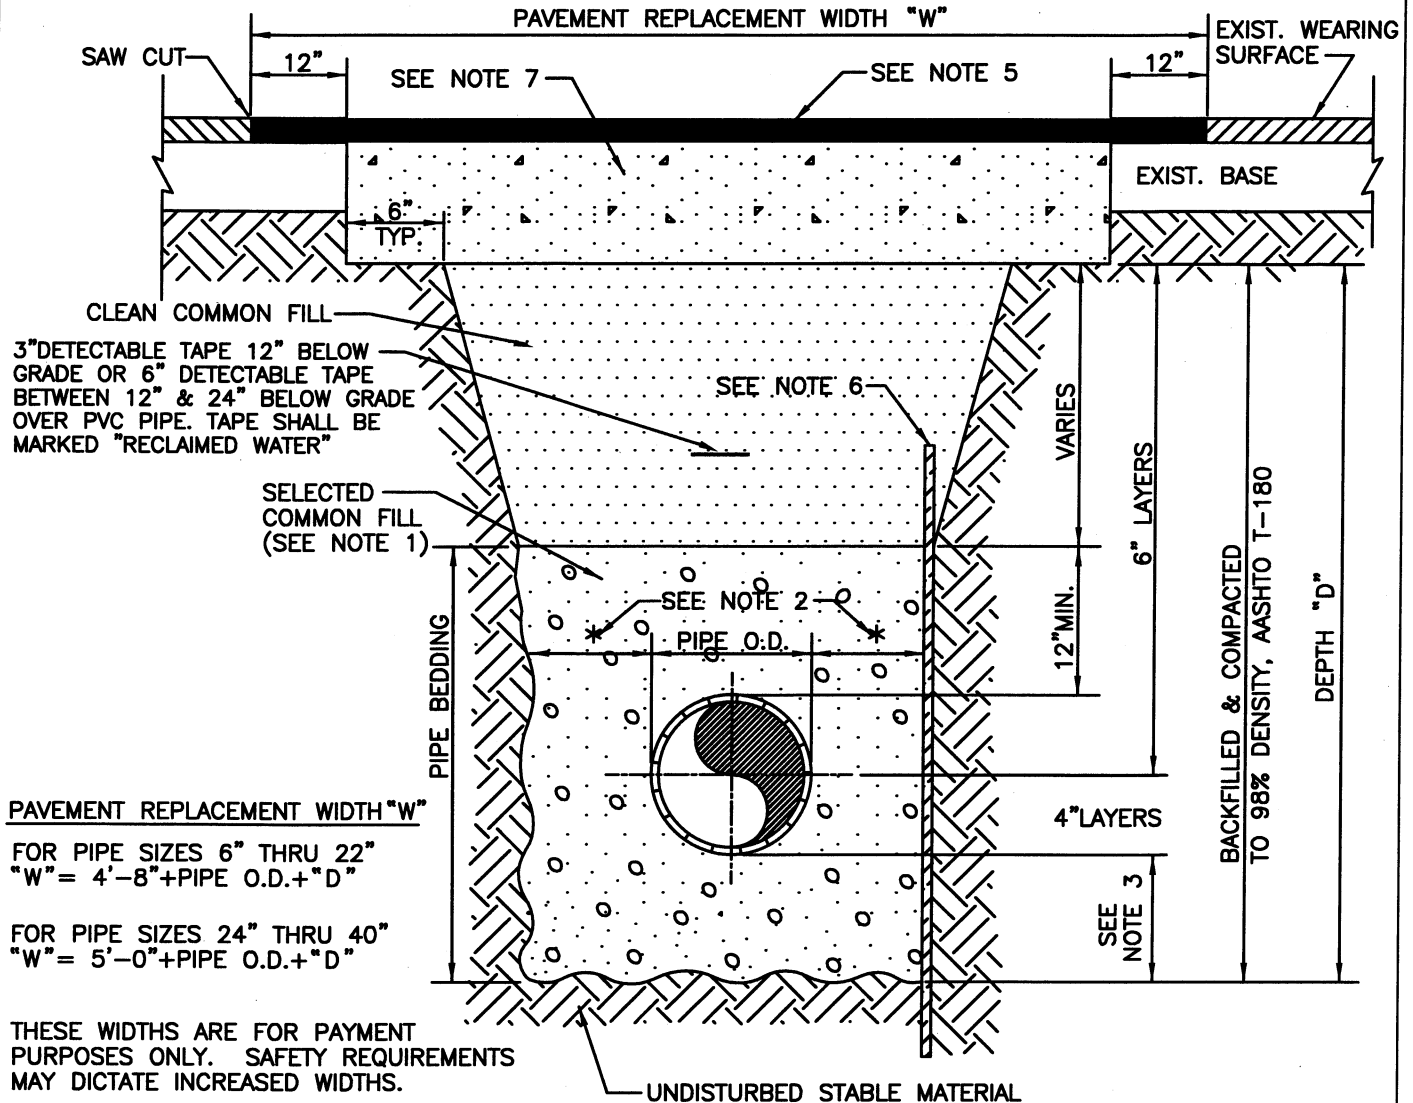 PAVEMENT REPLACEMENT WIDTH "W"
SAW CUT
12"
SEE NOTE 7
SEE NOTE 5
12"
EXIST. WEARING
SURFACE
EXIST. BASE
6"
TYP.
CLEAN COMMON FILL
3"DETECTABLE TAPE 12" BELOW
GRADE OR 6" DETECTABLE TAPE
BETWEEN 12" & 24" BELOW GRADE
OVER PVC PIPE. TAPE SHALL BE
MARKED "RECLAIMED WATER"
SEE NOTE 6
VARIES
6" LAYERS
BACKFILLED & COMPACTED
TO 98% DENSITY, AASHTO T-180
DEPTH "D"
SELECTED
COMMON FILL
(SEE NOTE 1)
SEE NOTE 2
* *
PIPE O.D.
12"MIN.
PIPE BEDDING
4"LAYERS
SEE
NOTE 3
PAVEMENT REPLACEMENT WIDTH"W"
FOR PIPE SIZES 6" THRU 22"
"W"= 4'-8"+PIPE O.D.+"D"
FOR PIPE SIZES 24" THRU 40"
"W"= 5'-0"+PIPE O.D.+"D"
THESE WIDTHS ARE FOR PAYMENT
PURPOSES ONLY. SAFETY REQUIREMENTS
MAY DICTATE INCREASED WIDTHS.
UNDISTURBED STABLE MATERIAL